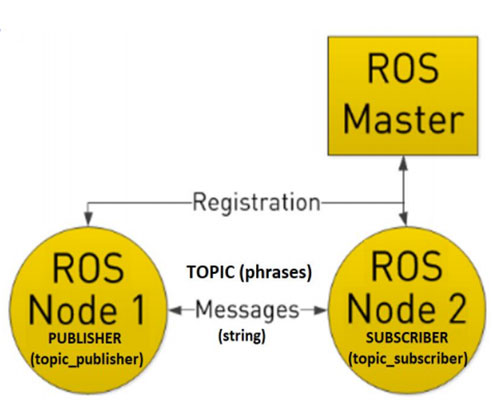 ROS
Master
Registration
ROS
Node 1
PUBLISHER
(topic_publisher)
TOPIC (phrases)
Messages
(string)
ROS
Node 2
SUBSCRIBER
(topic_subscriber)